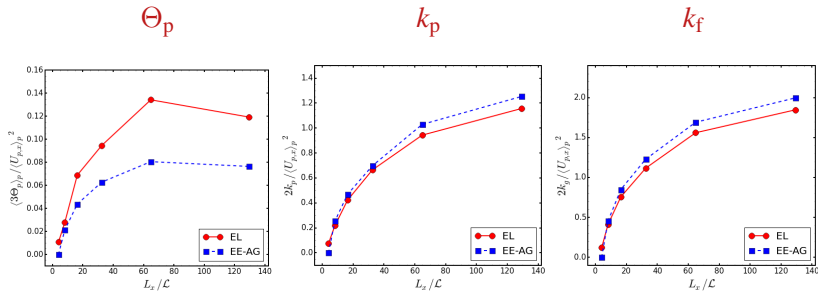 Θp
kp
kf
0.16
0.14
0.12
0.10
0.08
0.06
0.04
0.02
0.00
0 20 40 60 80 100 120 140
⟨3Θp⟩p/⟨Up,x⟩p²
Lx/ℒ
EL
EE-AG
1.4
1.2
1.0
0.8
0.6
0.4
0.2
0.0
0 20 40 60 80 100 120 140
2kp/⟨Up,x⟩p²
Lx/ℒ
EL
EE-AG
2.0
1.5
1.0
0.5
0.0
0 20 40 60 80 100 120 140
2kg/⟨Up,x⟩p²
Lx/ℒ
EL
EE-AG